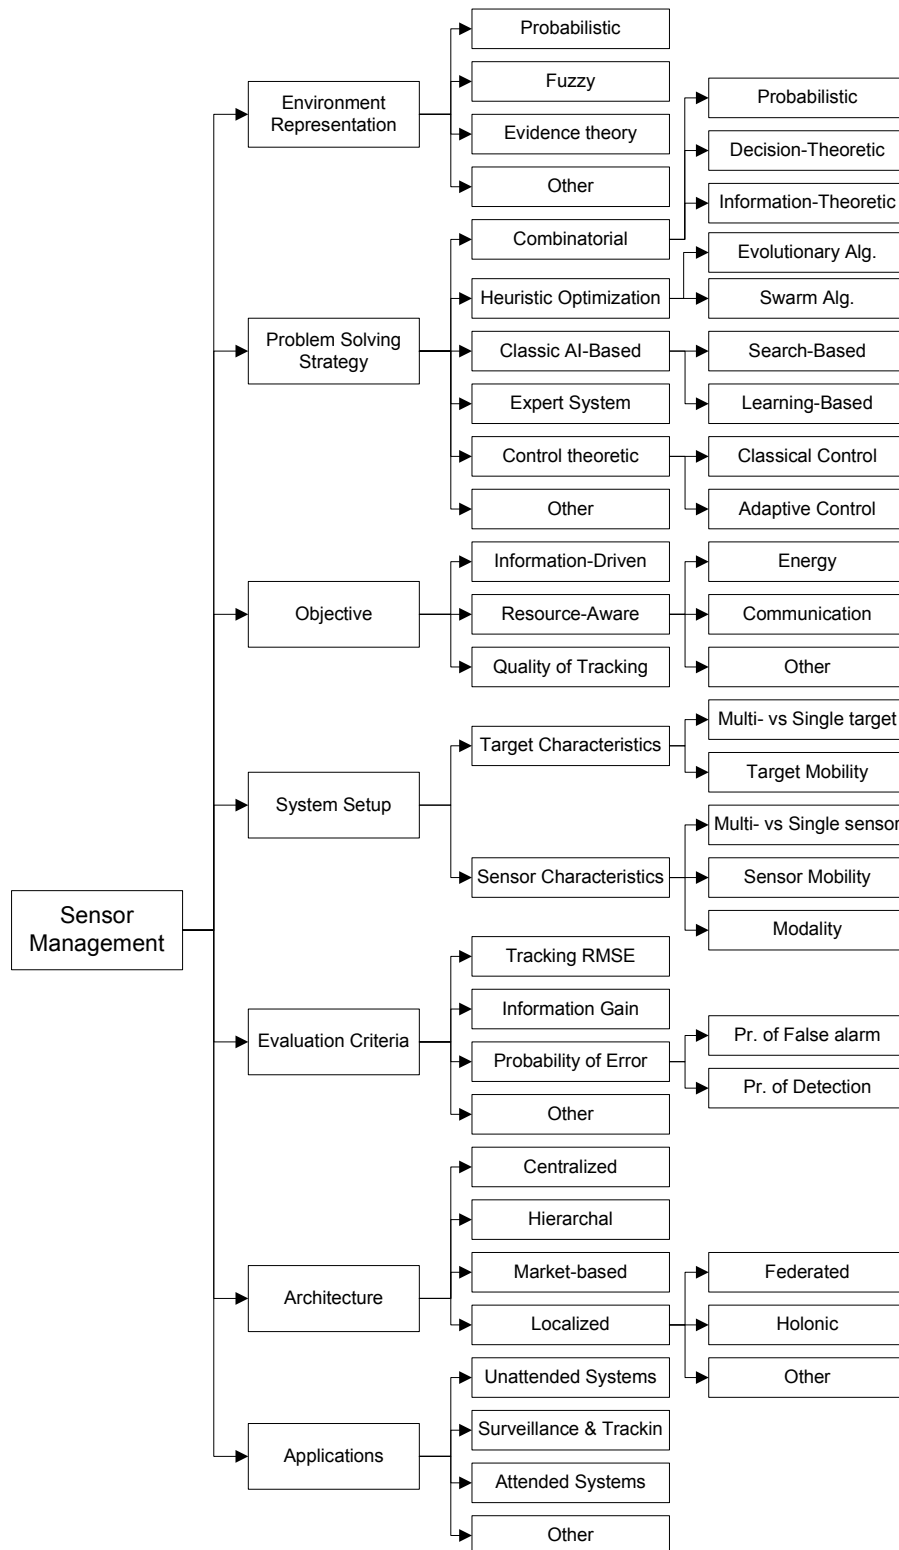 Sensor
Management
Environment
Representation
Probabilistic
Fuzzy
Evidence theory
Other
Problem Solving
Strategy
Combinatorial
Probabilistic
Decision-Theoretic
Information-Theoretic
Heuristic Optimization
Evolutionary Alg.
Swarm Alg.
Classic AI-Based
Search-Based
Learning-Based
Expert System
Control theoretic
Classical Control
Adaptive Control
Other
Objective
Information-Driven
Resource-Aware
Energy
Communication
Other
Quality of Tracking
System Setup
Target Characteristics
Multi- vs Single target
Target Mobility
Sensor Characteristics
Multi- vs Single sensor
Sensor Mobility
Modality
Evaluation Criteria
Tracking RMSE
Information Gain
Probability of Error
Pr. of False alarm
Pr. of Detection
Other
Architecture
Centralized
Hierarchal
Market-based
Localized
Federated
Holonic
Other
Applications
Unattended Systems
Surveillance & Trackin
Attended Systems
Other